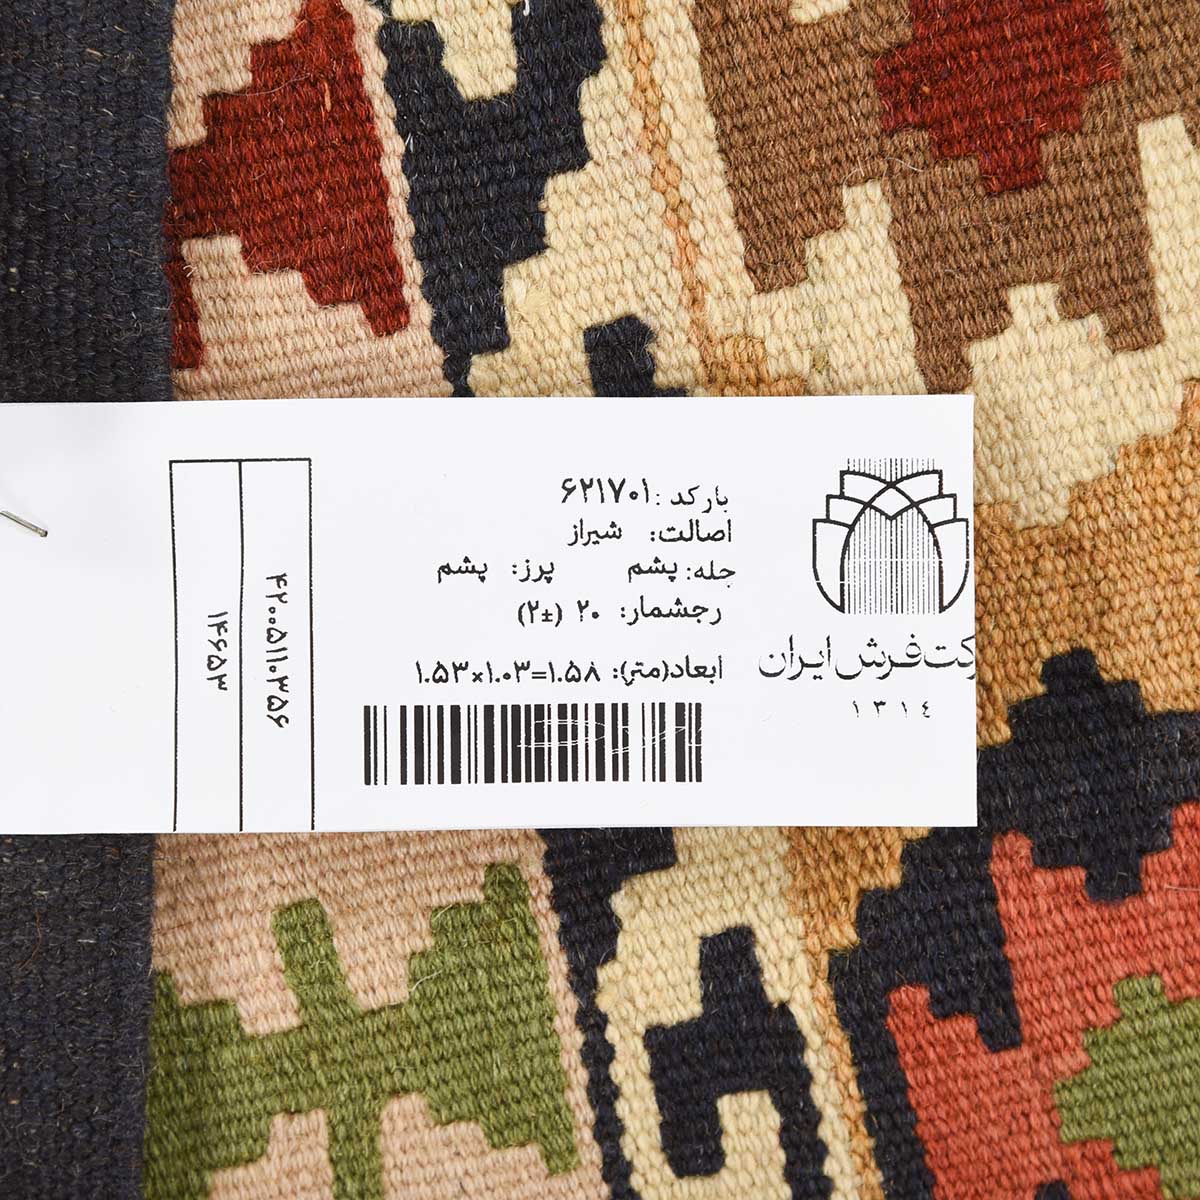 بارکد: ۶۲۱۷۰۱
اصالت: شیراز
جله: پشم پرز: پشم
رجشمار: ۲۰ (±۲)
ابعاد(متر): ۱.۵۳×۱.۰۳=۱.۵۸
کت فرش ایران
۱۳۱٤
۴۲۰۰۵۱۱۰۳۵۶
۱۴۶۵۳